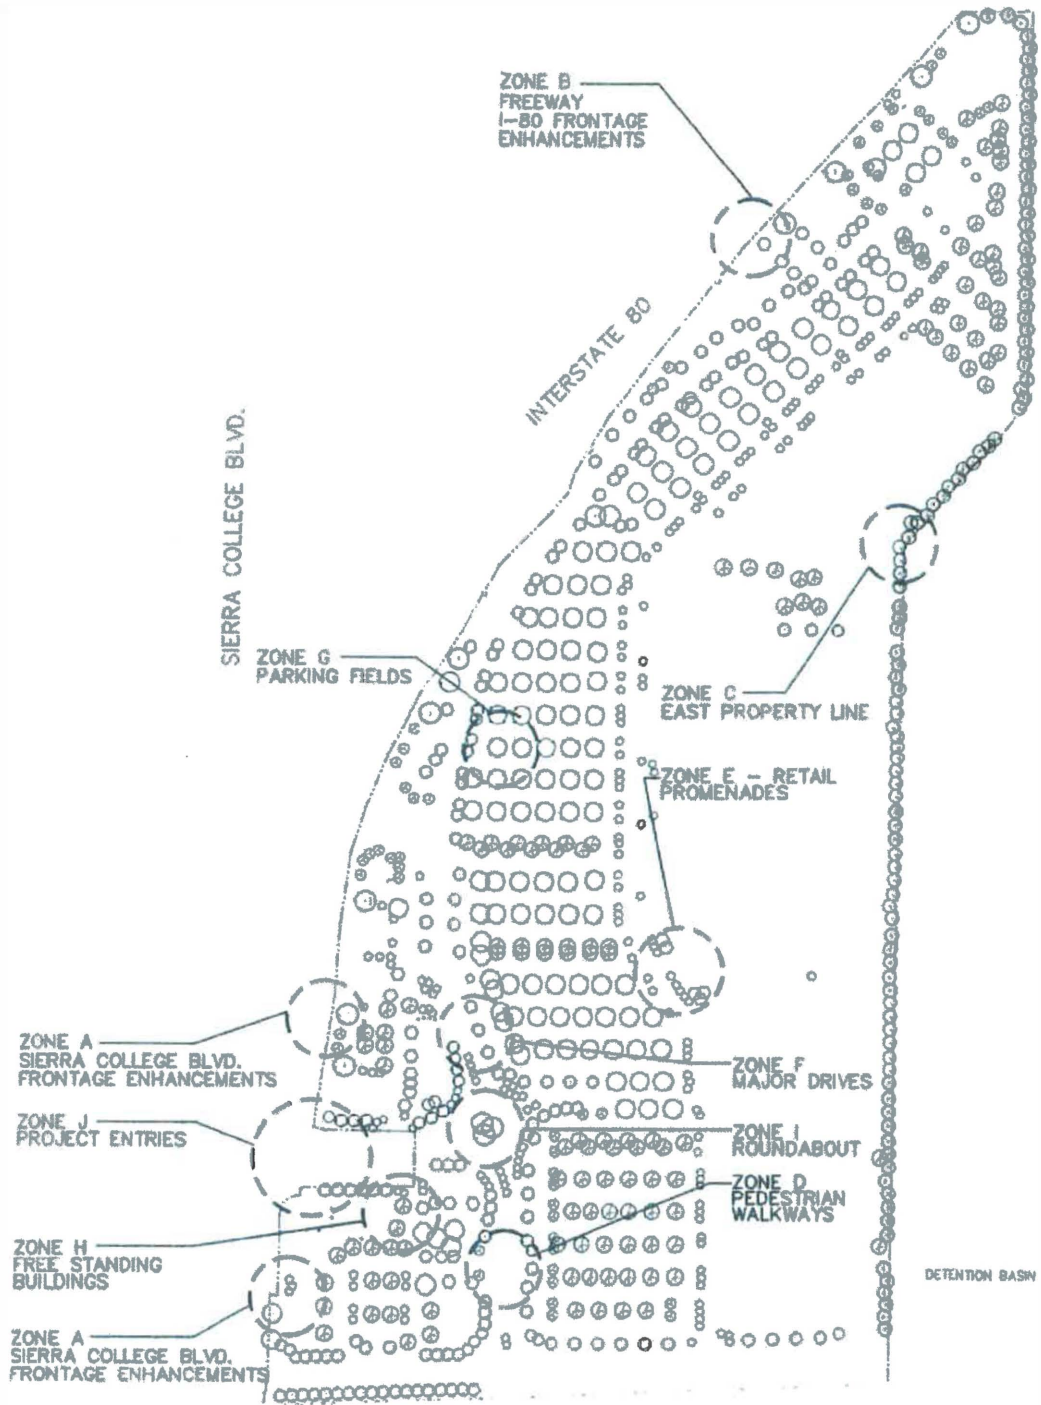 ZONE B
FREEWAY
I-80 FRONTAGE
ENHANCEMENTS
INTERSTATE 80
SIERRA COLLEGE BLVD.
ZONE G
PARKING FIELDS
ZONE C
EAST PROPERTY LINE
ZONE E - RETAIL
PROMENADES
ZONE A
SIERRA COLLEGE BLVD.
FRONTAGE ENHANCEMENTS
ZONE F
MAJOR DRIVES
ZONE J
PROJECT ENTRIES
ZONE I
ROUNDABOUT
ZONE D
PEDESTRIAN
WALKWAYS
ZONE H
FREE STANDING
BUILDINGS
DETENTION BASIN
ZONE A
SIERRA COLLEGE BLVD.
FRONTAGE ENHANCEMENTS